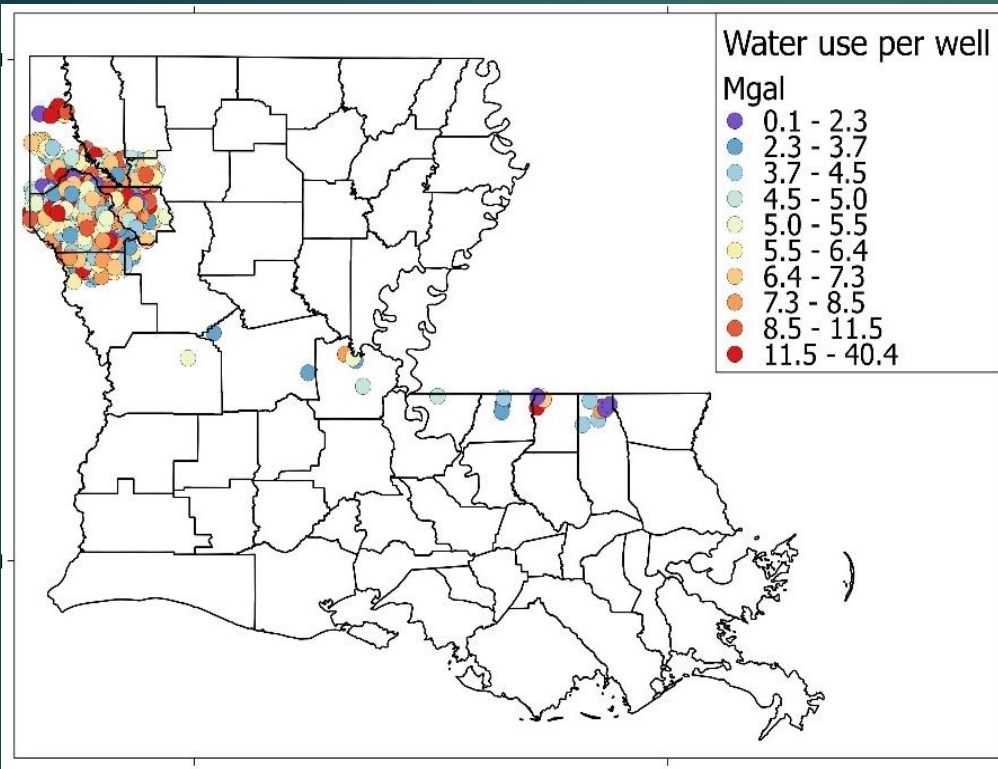 Water use per well
Mgal
0.1 - 2.3
2.3 - 3.7
3.7 - 4.5
4.5 - 5.0
5.0 - 5.5
5.5 - 6.4
6.4 - 7.3
7.3 - 8.5
8.5 - 11.5
11.5 - 40.4